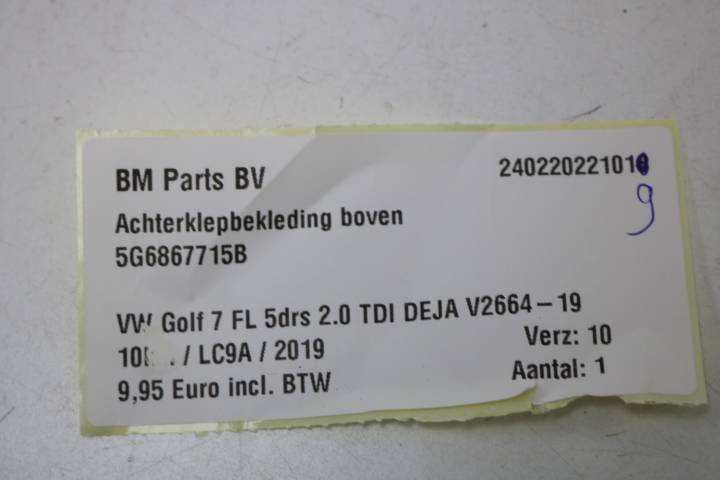 BM Parts BV
Achterklepbekleding boven
5G6867715B
VW Golf 7 FL 5drs 2.0 TDI DEJA V2664-19
/ LC9A / 2019
9,95 Euro incl. BTW
9
Verz: 10
Aantal: 1